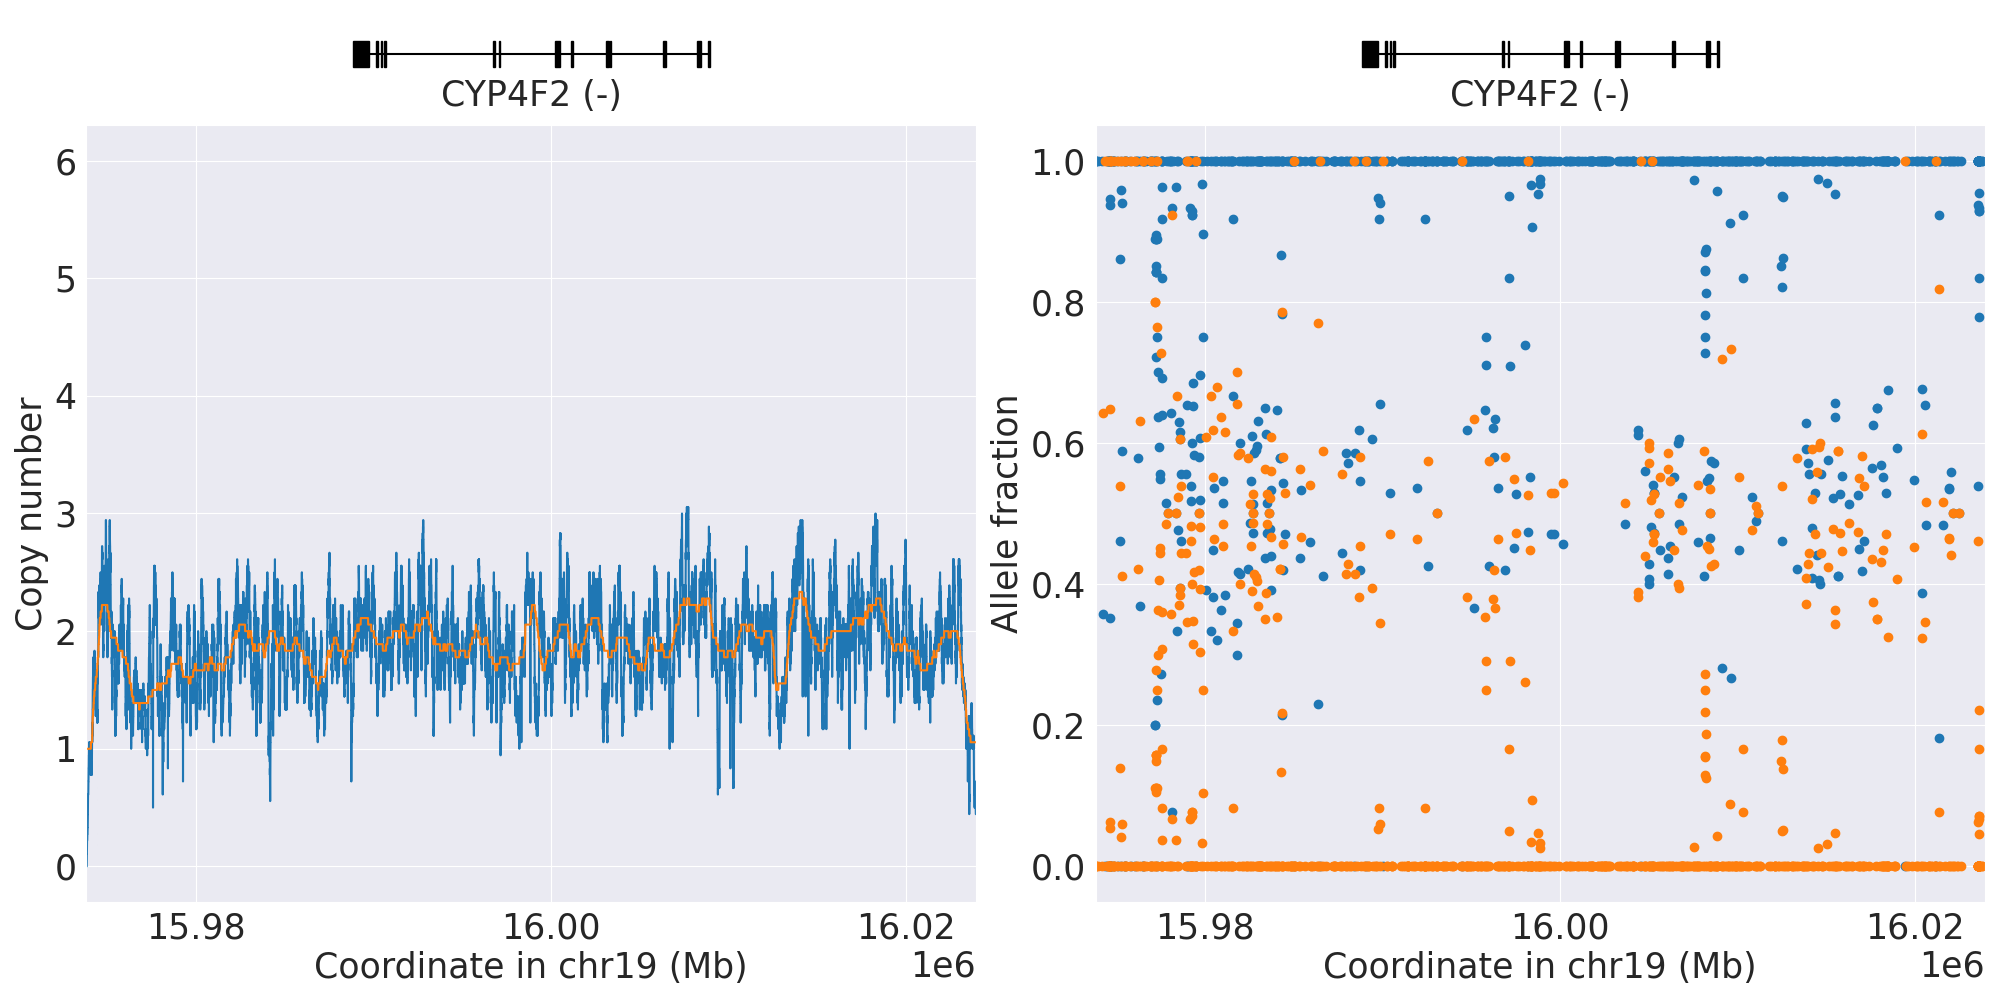 CYP4F2 (-)
6
5
4
3
2
1
0
Copy number
15.98
16.00
16.02
Coordinate in chr19 (Mb)
1e6
CYP4F2 (-)
1.0
0.8
0.6
0.4
0.2
0.0
Allele fraction
15.98
16.00
16.02
Coordinate in chr19 (Mb)
1e6